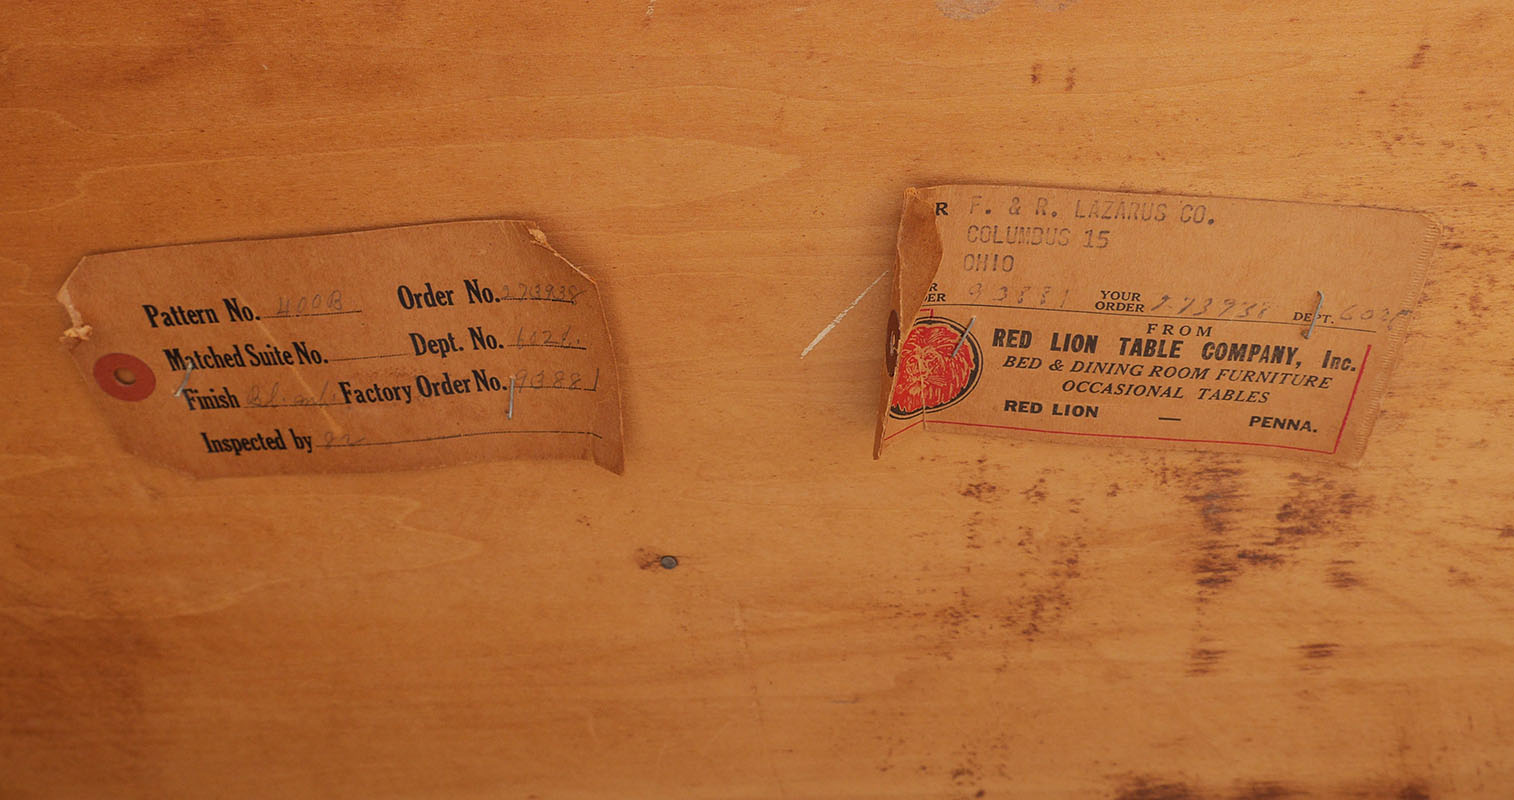 Pattern No. 400B Order No. 273938
Matched Suite No. Dept. No.
Finish Factory Order No. 93881
Inspected by
R F. & R. LAZARUS CO.
COLUMBUS 15
OHIO
R
ER 93881 YOUR
ORDER 273938 DEPT.
FROM
RED LION TABLE COMPANY, Inc.
BED & DINING ROOM FURNITURE
OCCASIONAL TABLES
RED LION — PENNA.